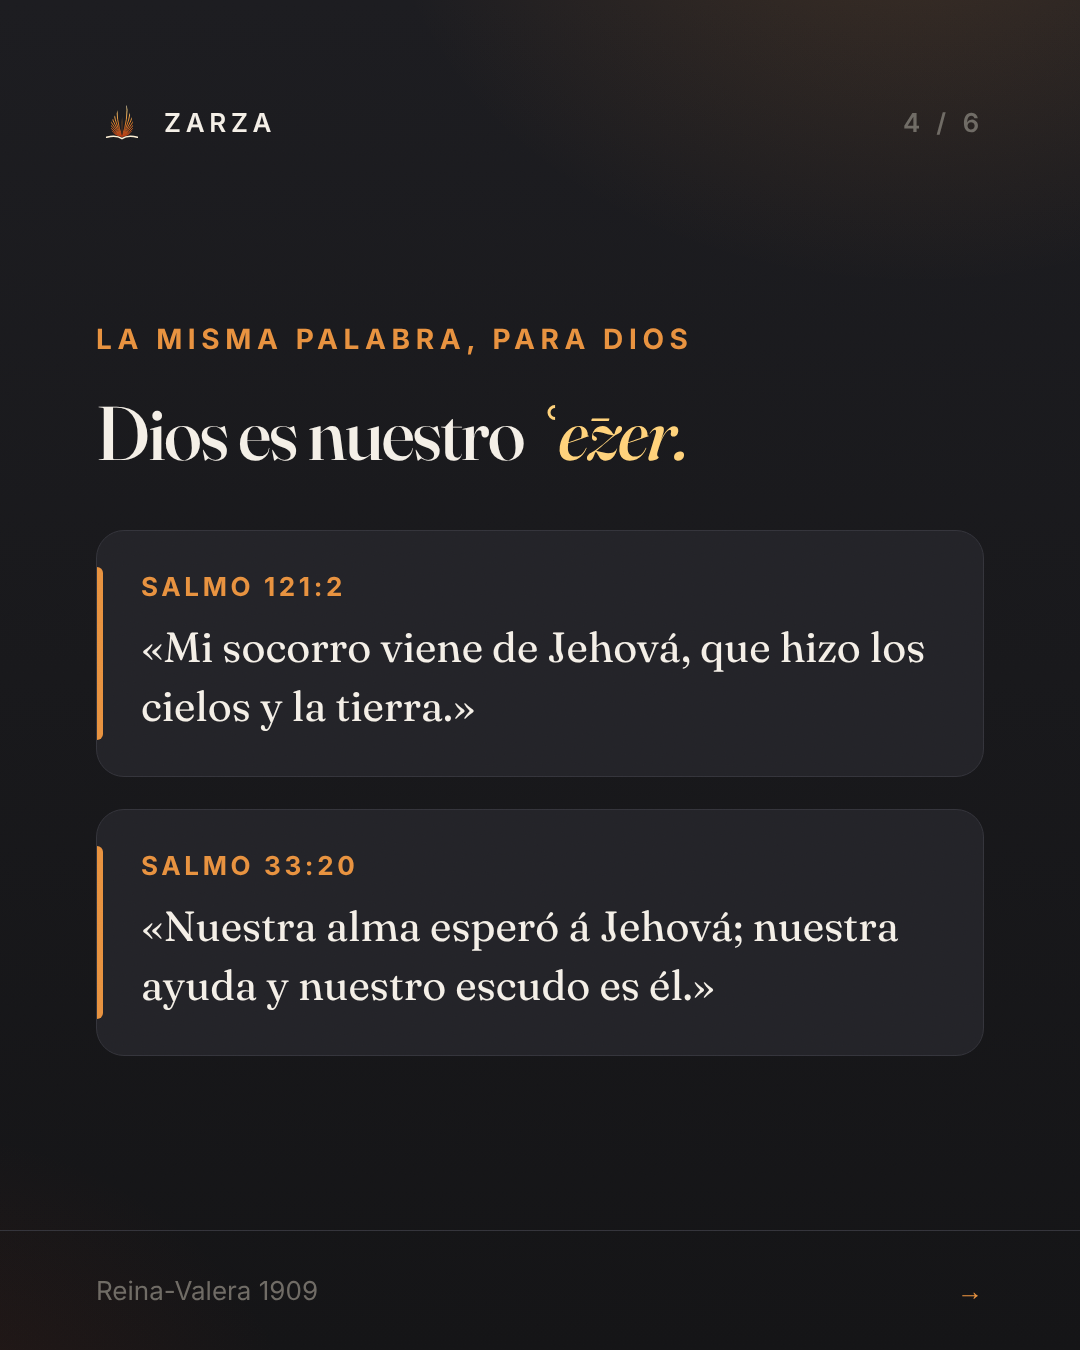 ZARZA
4 / 6
LA MISMA PALABRA, PARA DIOS
Dios es nuestro ʿez̄er.
SALMO 121:2
«Mi socorro viene de Jehová, que hizo los
cielos y la tierra.»
SALMO 33:20
«Nuestra alma esperó á Jehová; nuestra
ayuda y nuestro escudo es él.»
Reina-Valera 1909
→